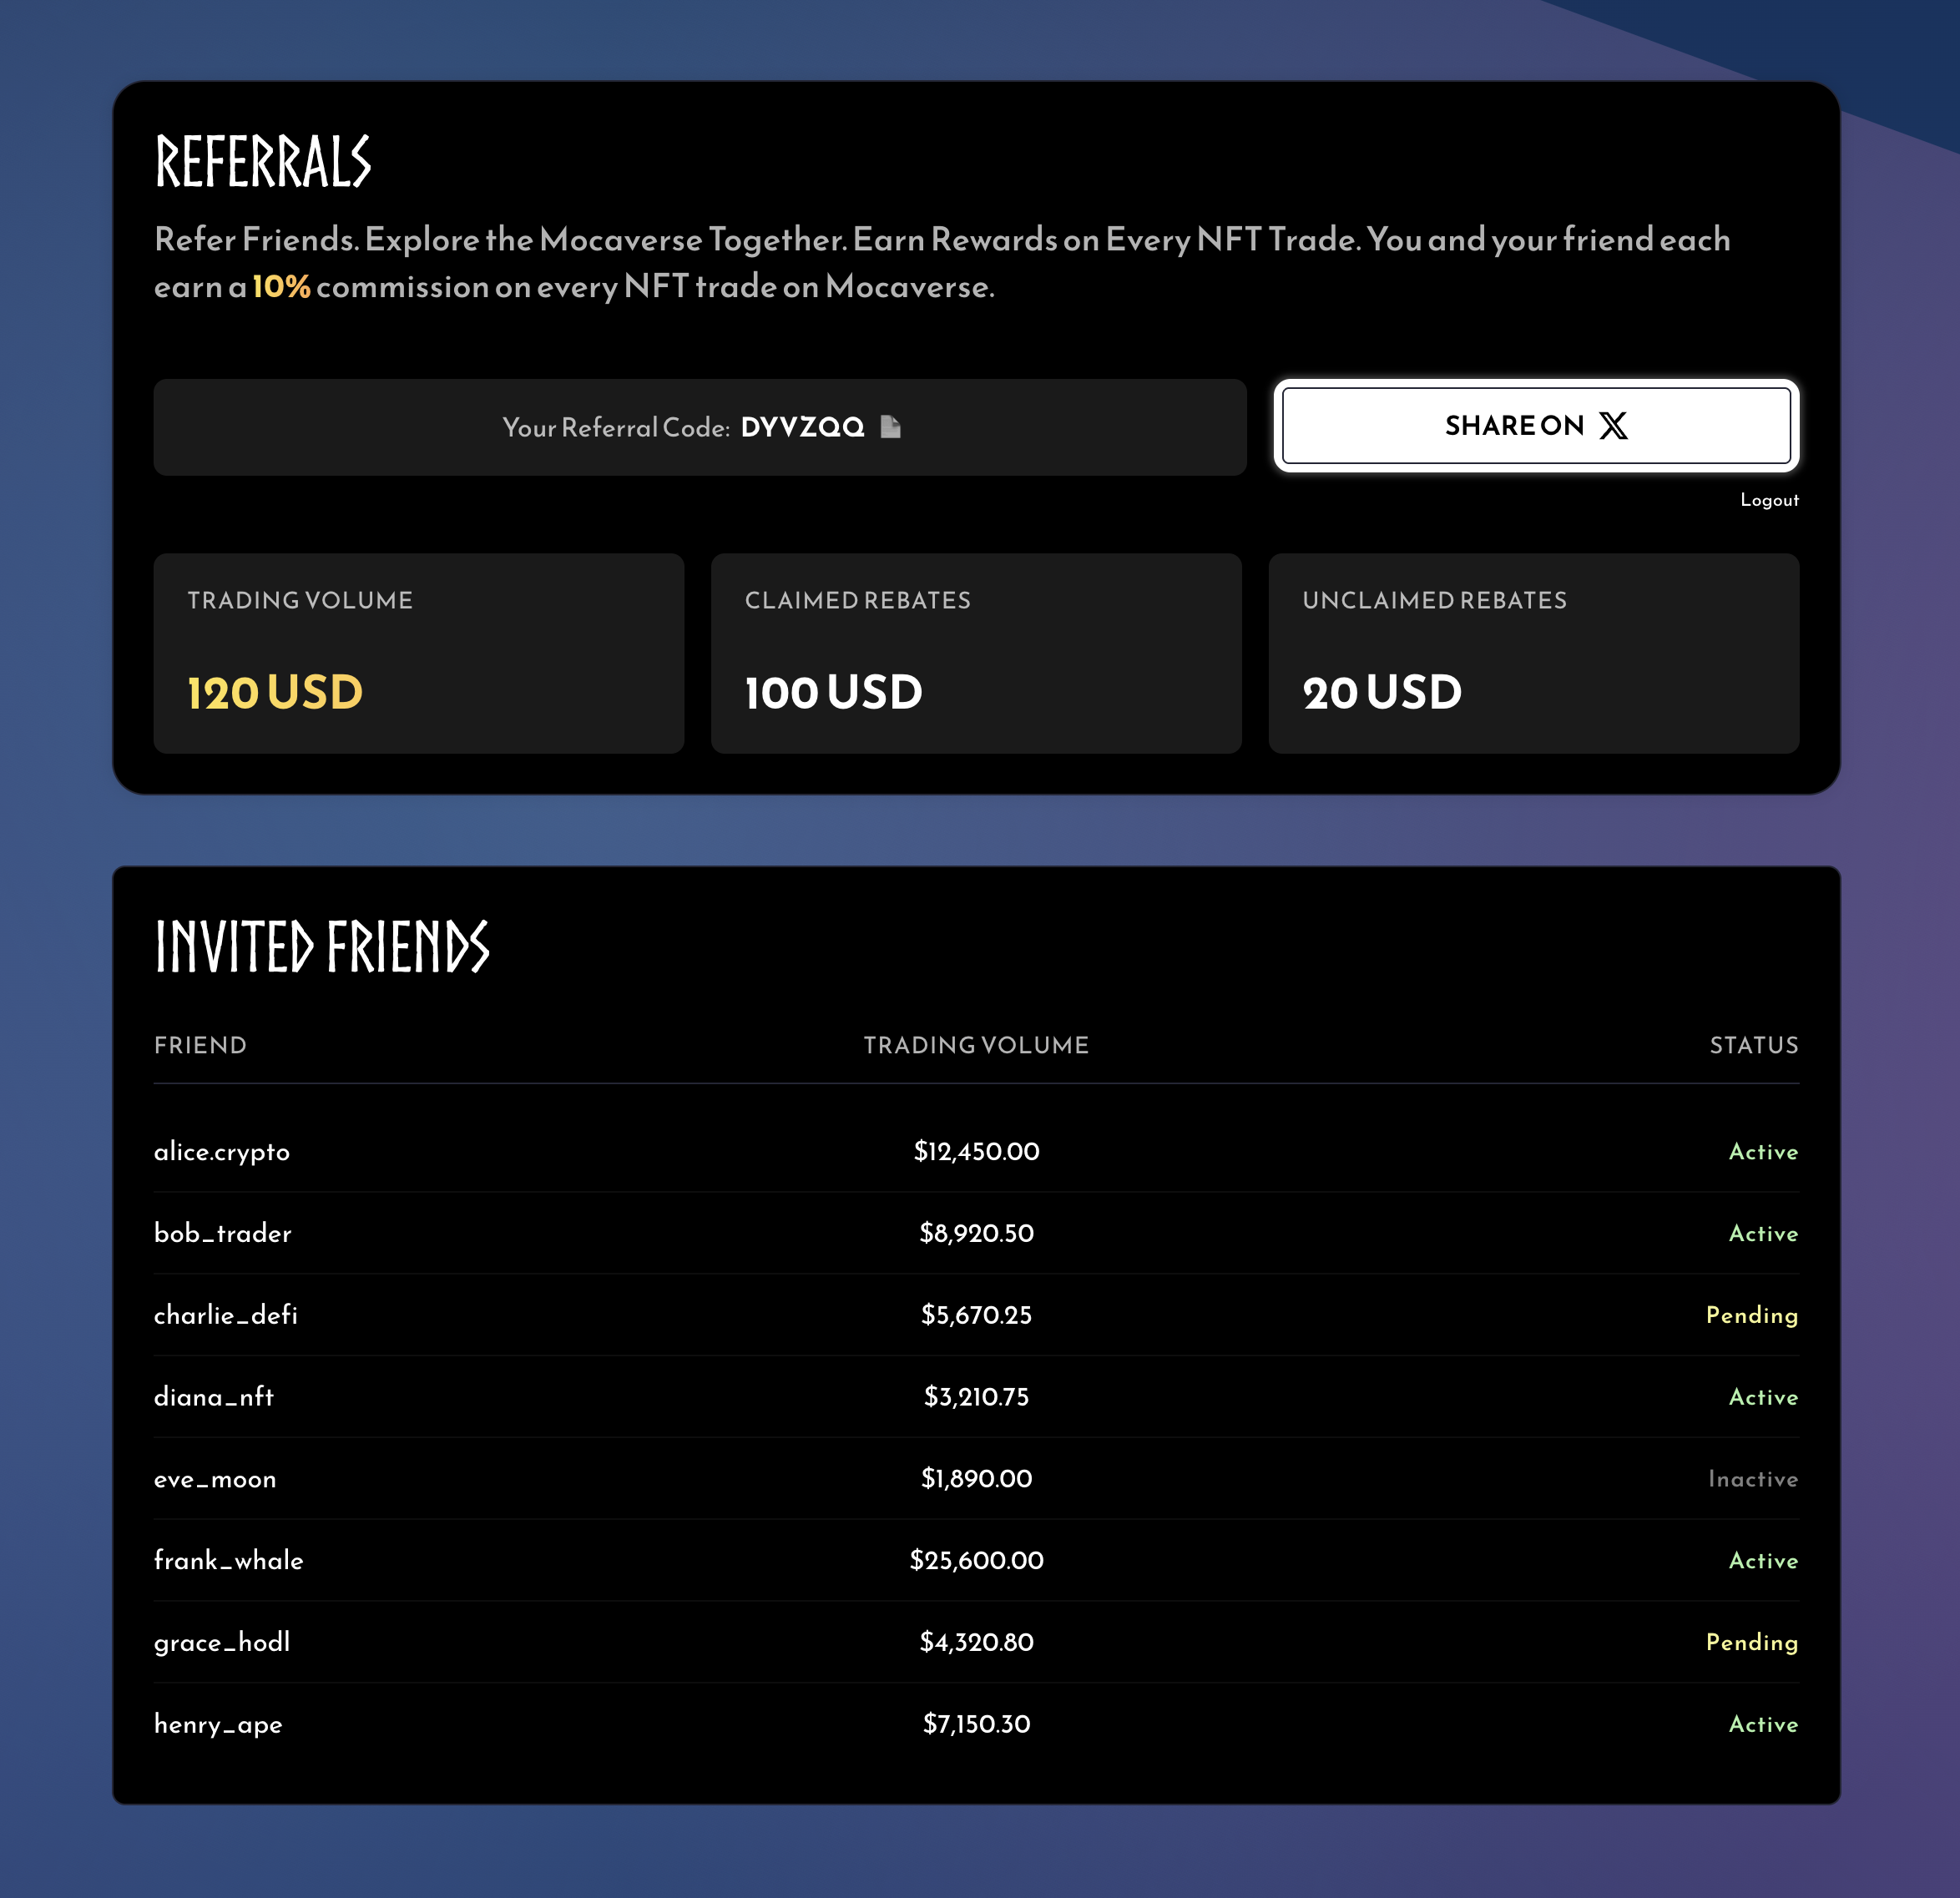 REFERRALS
Refer Friends. Explore the Mocaverse Together. Earn Rewards on Every NFT Trade. You and your friend each
earn a 10% commission on every NFT trade on Mocaverse.
Your Referral Code: DYVZQQ
SHARE ON X
Logout
TRADING VOLUME CLAIMED REBATES UNCLAIMED REBATES
120 USD 100 USD 20 USD
INVITED FRIENDS
FRIEND TRADING VOLUME STATUS
alice.crypto $12,450.00 Active
bob_trader $8,920.50 Active
charlie_defi $5,670.25 Pending
diana_nft $3,210.75 Active
eve_moon $1,890.00 Inactive
frank_whale $25,600.00 Active
grace_hodl $4,320.80 Pending
henry_ape $7,150.30 Active